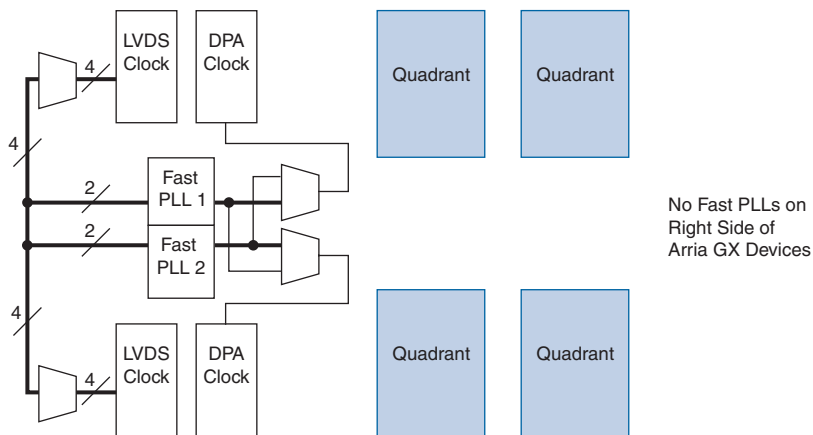 4
LVDS
Clock
DPA
Clock
Quadrant
Quadrant
4
2
Fast
PLL 1
2
Fast
PLL 2
No Fast PLLs on
Right Side of
Arria GX Devices
4
4
LVDS
Clock
DPA
Clock
Quadrant
Quadrant